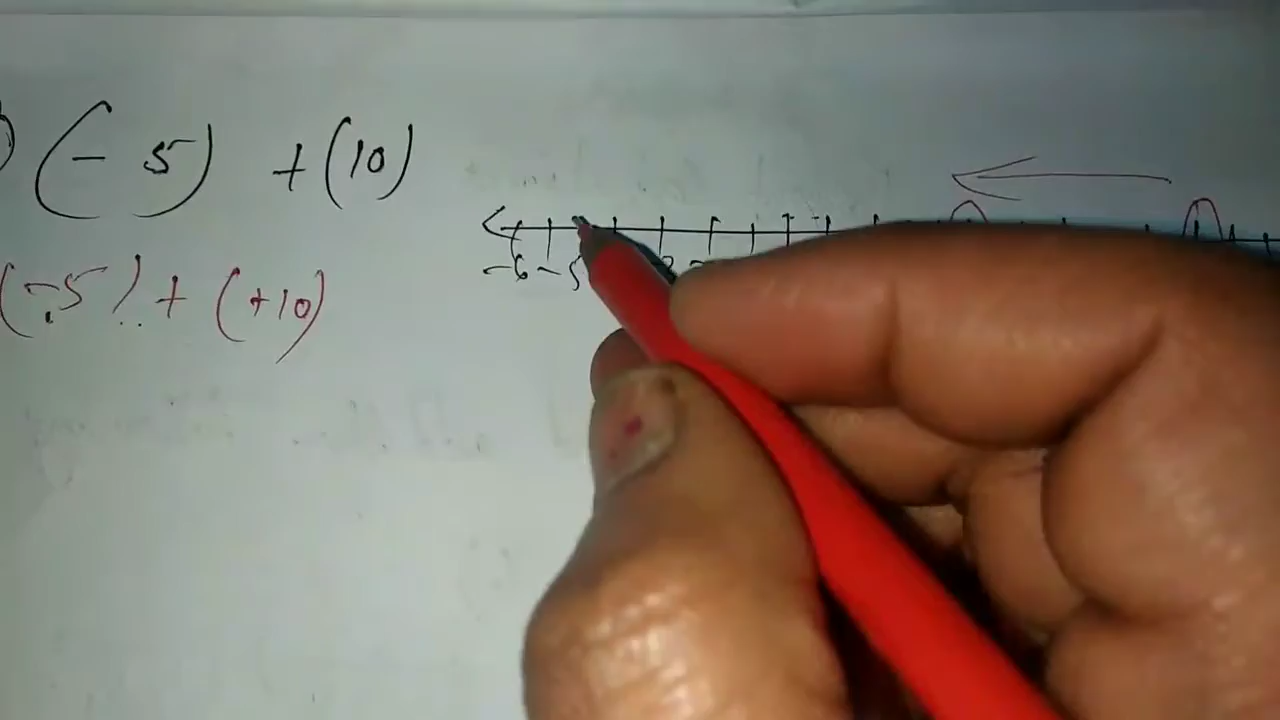 ) (- 5) + (10)
-6 -5
(-5) + (+10)